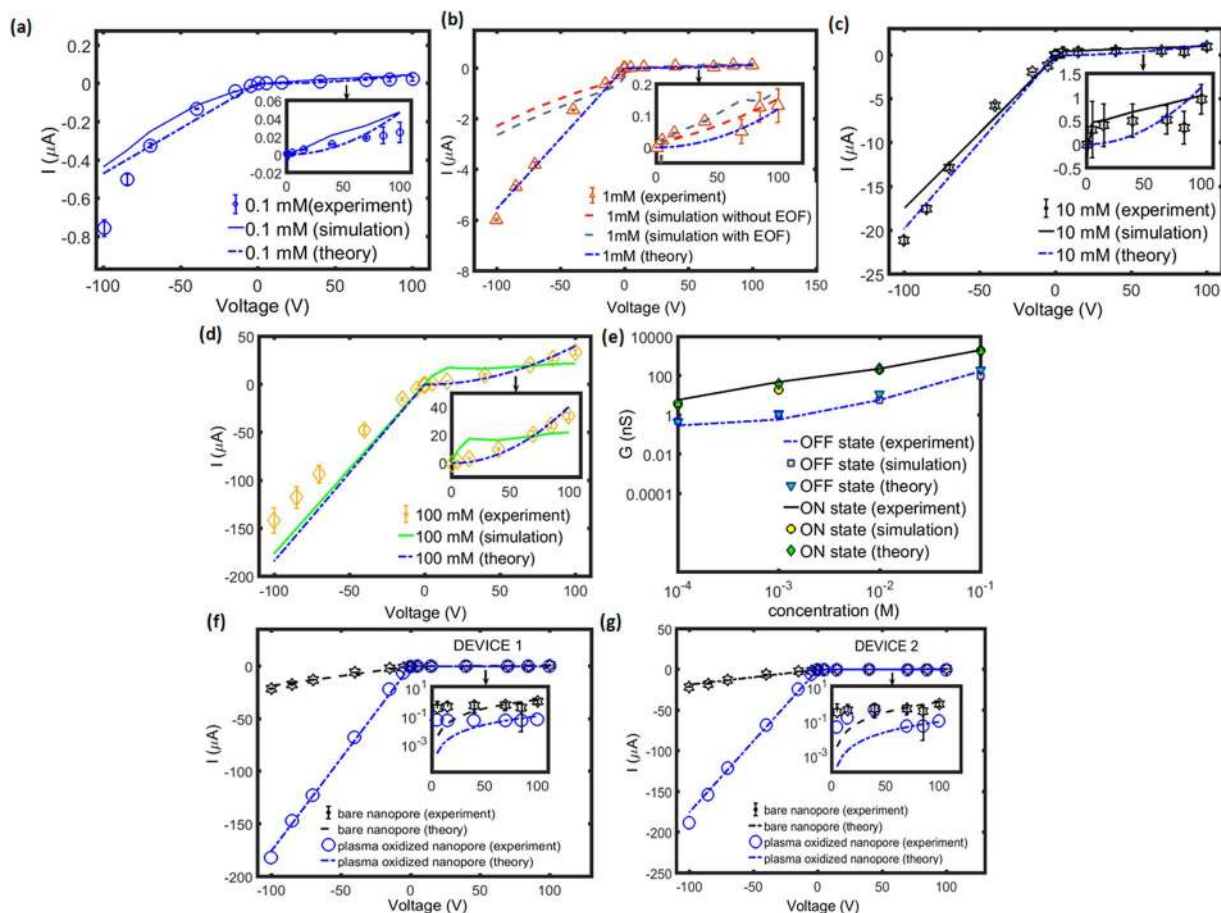 (a)
0.2
0
-0.2
-0.4
-0.6
-0.8
I (μA)
0.06
0.04
0.02
0
-0.02
0 50 100
0.1 mM(experiment)
0.1 mM (simulation)
0.1 mM (theory)
-100 -50 0 50 100
Voltage (V)
(b)
2
0
-2
-4
-6
-8
I (μA)
0.2
0.1
0
0 50 100
1mM (experiment)
1mM (simulation without EOF)
1mM (simulation with EOF)
1mM (theory)
-100 -50 0 50 100 150
Voltage (V)
(c)
0
-5
-10
-15
-20
-25
I (μA)
1.5
1
0.5
0
-0.5
0 50 100
10 mM (experiment)
10 mM (simulation)
10 mM (theory)
-100 -50 0 50 100
Voltage (V)
(d)
50
0
-50
-100
-150
-200
I (μA)
40
20
0
0 50 100
100 mM (experiment)
100 mM (simulation)
100 mM (theory)
-100 -50 0 50 100
Voltage (V)
(e)
10000
100
1
0.01
0.0001
G (nS)
OFF state (experiment)
OFF state (simulation)
OFF state (theory)
ON state (experiment)
ON state (simulation)
ON state (theory)
10-4 10-3 10-2 10-1
concentration (M)
(f)
DEVICE 1
50
0
-50
-100
-150
-200
I (μA)
101
10-1
10-3
0 50 100
bare nanopore (experiment)
bare nanopore (theory)
plasma oxidized nanopore (experiment)
plasma oxidized nanopore (theory)
-100 -50 0 50 100
Voltage (V)
(g)
DEVICE 2
50
0
-50
-100
-150
-200
-250
I (μA)
101
10-1
10-3
0 50 100
bare nanopore (experiment)
bare nanopore (theory)
plasma oxidized nanopore (experiment)
plasma oxidized nanopore (theory)
-100 -50 0 50 100
Voltage (V)